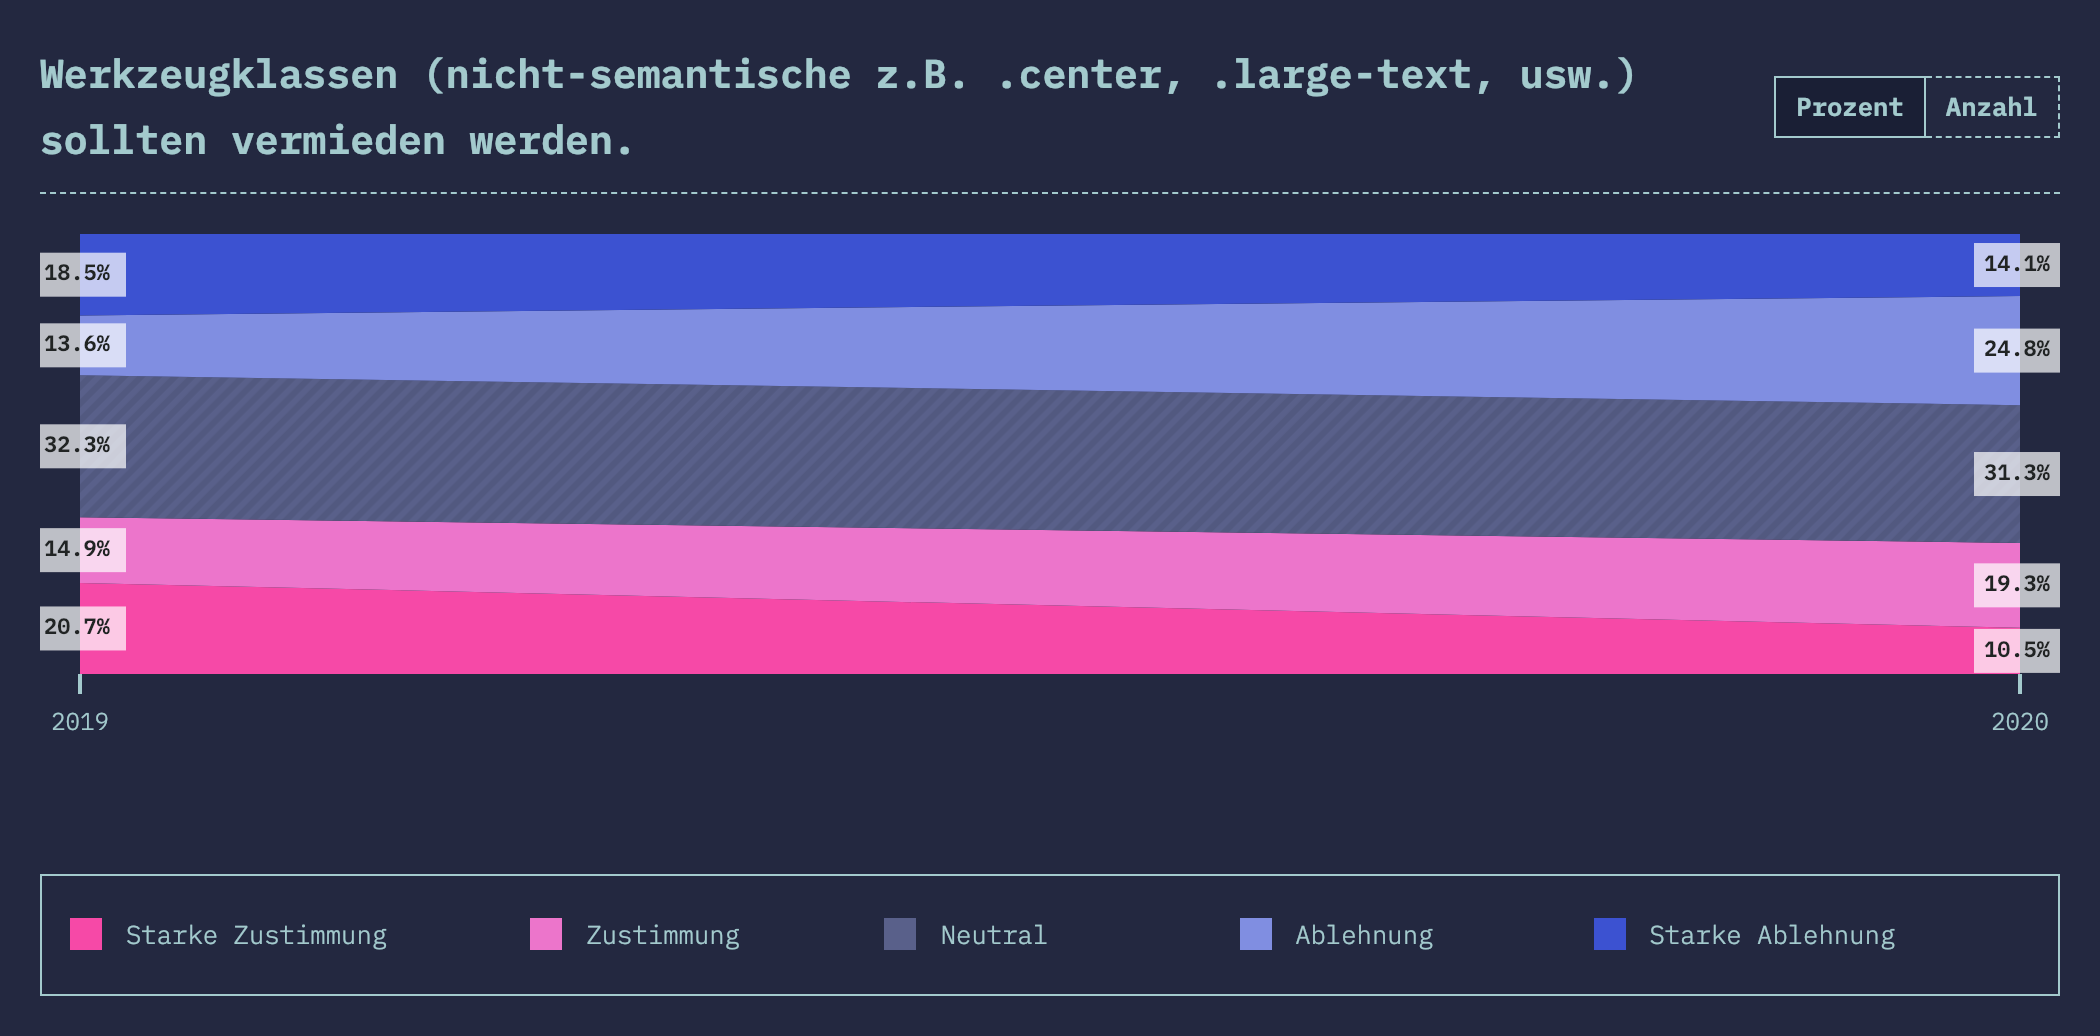 Werkzeugklassen (nicht-semantische z.B. .center, .large-text, usw.)
sollten vermieden werden.
Prozent Anzahl
18.5% 14.1%
13.6% 24.8%
32.3% 31.3%
14.9% 19.3%
20.7% 10.5%
2019 2020
Starke Zustimmung Zustimmung Neutral Ablehnung Starke Ablehnung